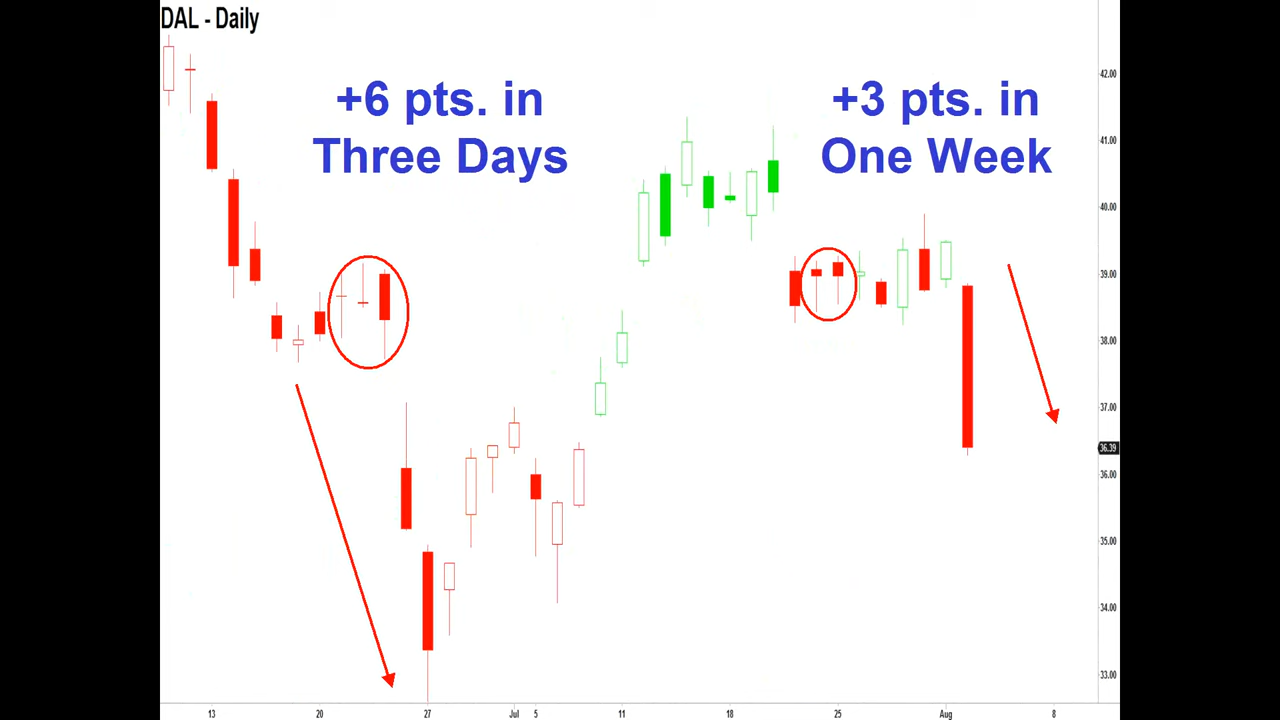 DAL - Daily
+6 pts. in
Three Days
+3 pts. in
One Week
42.00
41.00
40.00
39.00
38.00
37.00
36.39
36.00
35.00
34.00
33.00
13 20 27 Jul 5 11 18 25 Aug 8